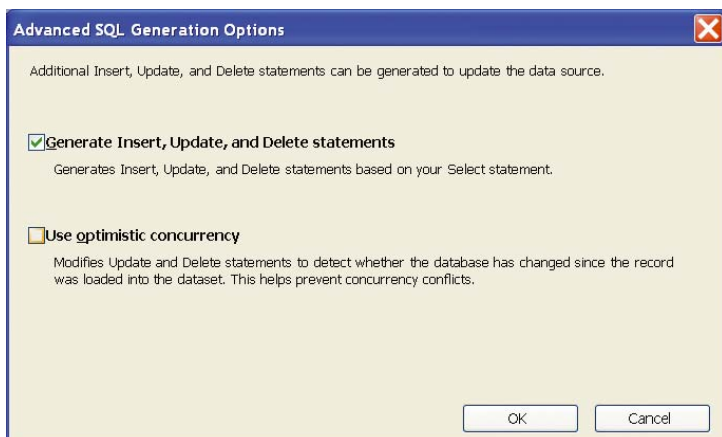 Advanced SQL Generation Options
Additional Insert, Update, and Delete statements can be generated to update the data source.
Generate Insert, Update, and Delete statements
Generates Insert, Update, and Delete statements based on your Select statement.
Use optimistic concurrency
Modifies Update and Delete statements to detect whether the database has changed since the record
was loaded into the dataset. This helps prevent concurrency conflicts.
OK Cancel